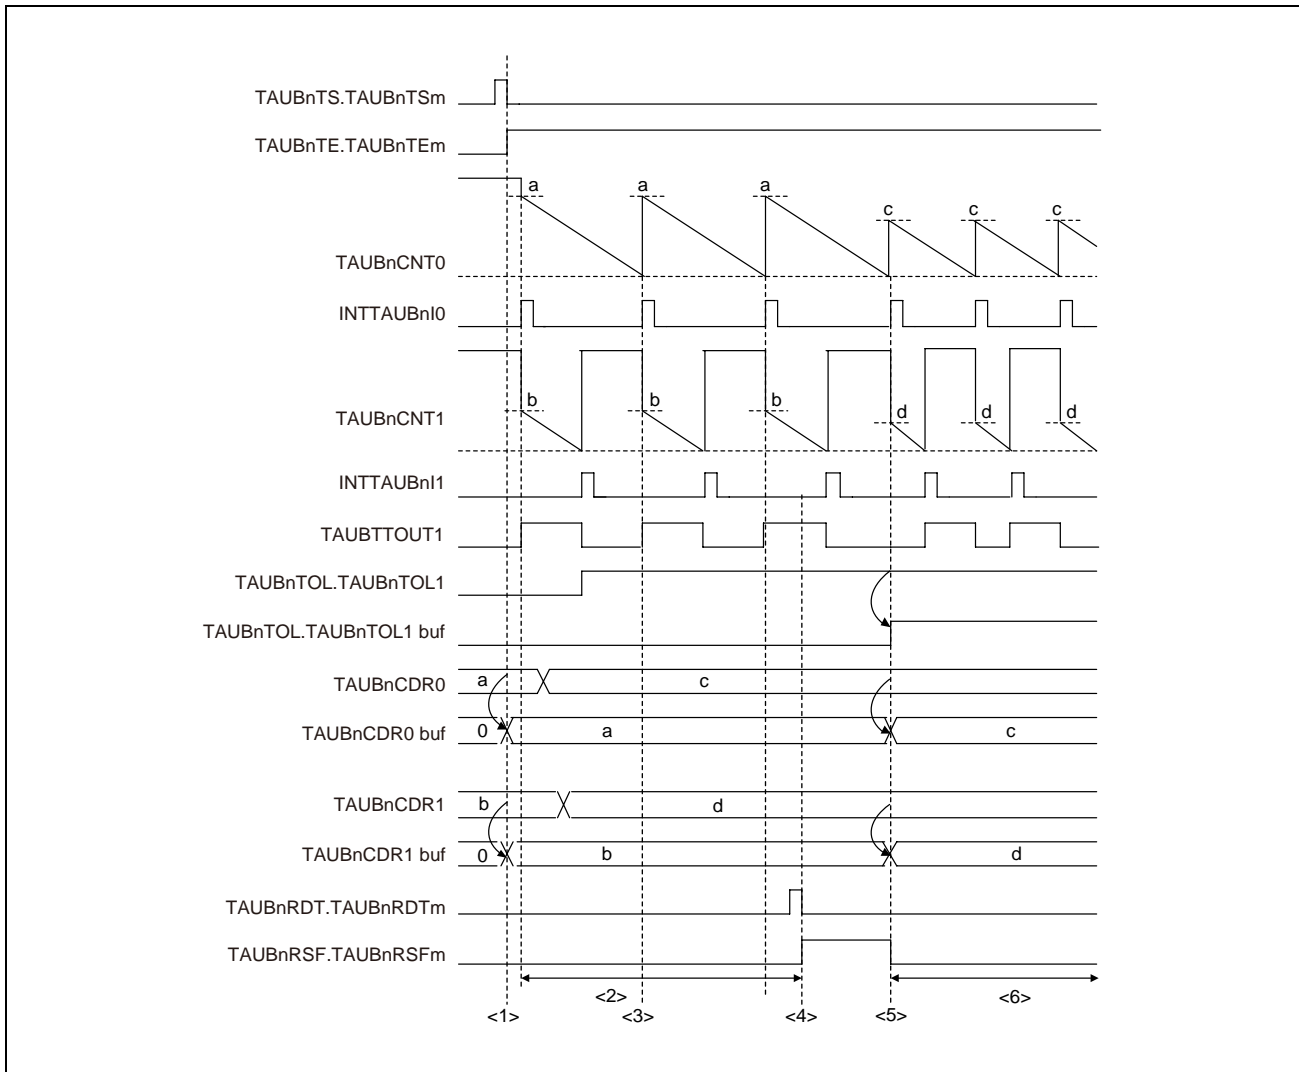 TAUBnTS.TAUBnTSm
TAUBnTE.TAUBnTEm
a a a
c c c
TAUBnCNT0
INTTAUBnI0
b b b
d d d
TAUBnCNT1
INTTAUBnI1
TAUBTTOUT1
TAUBnTOL.TAUBnTOL1
TAUBnTOL.TAUBnTOL1 buf
TAUBnCDR0 a c
TAUBnCDR0 buf 0 a c
TAUBnCDR1 b d
TAUBnCDR1 buf 0 b d
TAUBnRDT.TAUBnRDTm
TAUBnRSF.TAUBnRSFm
<2> <6>
<1> <3> <4> <5>